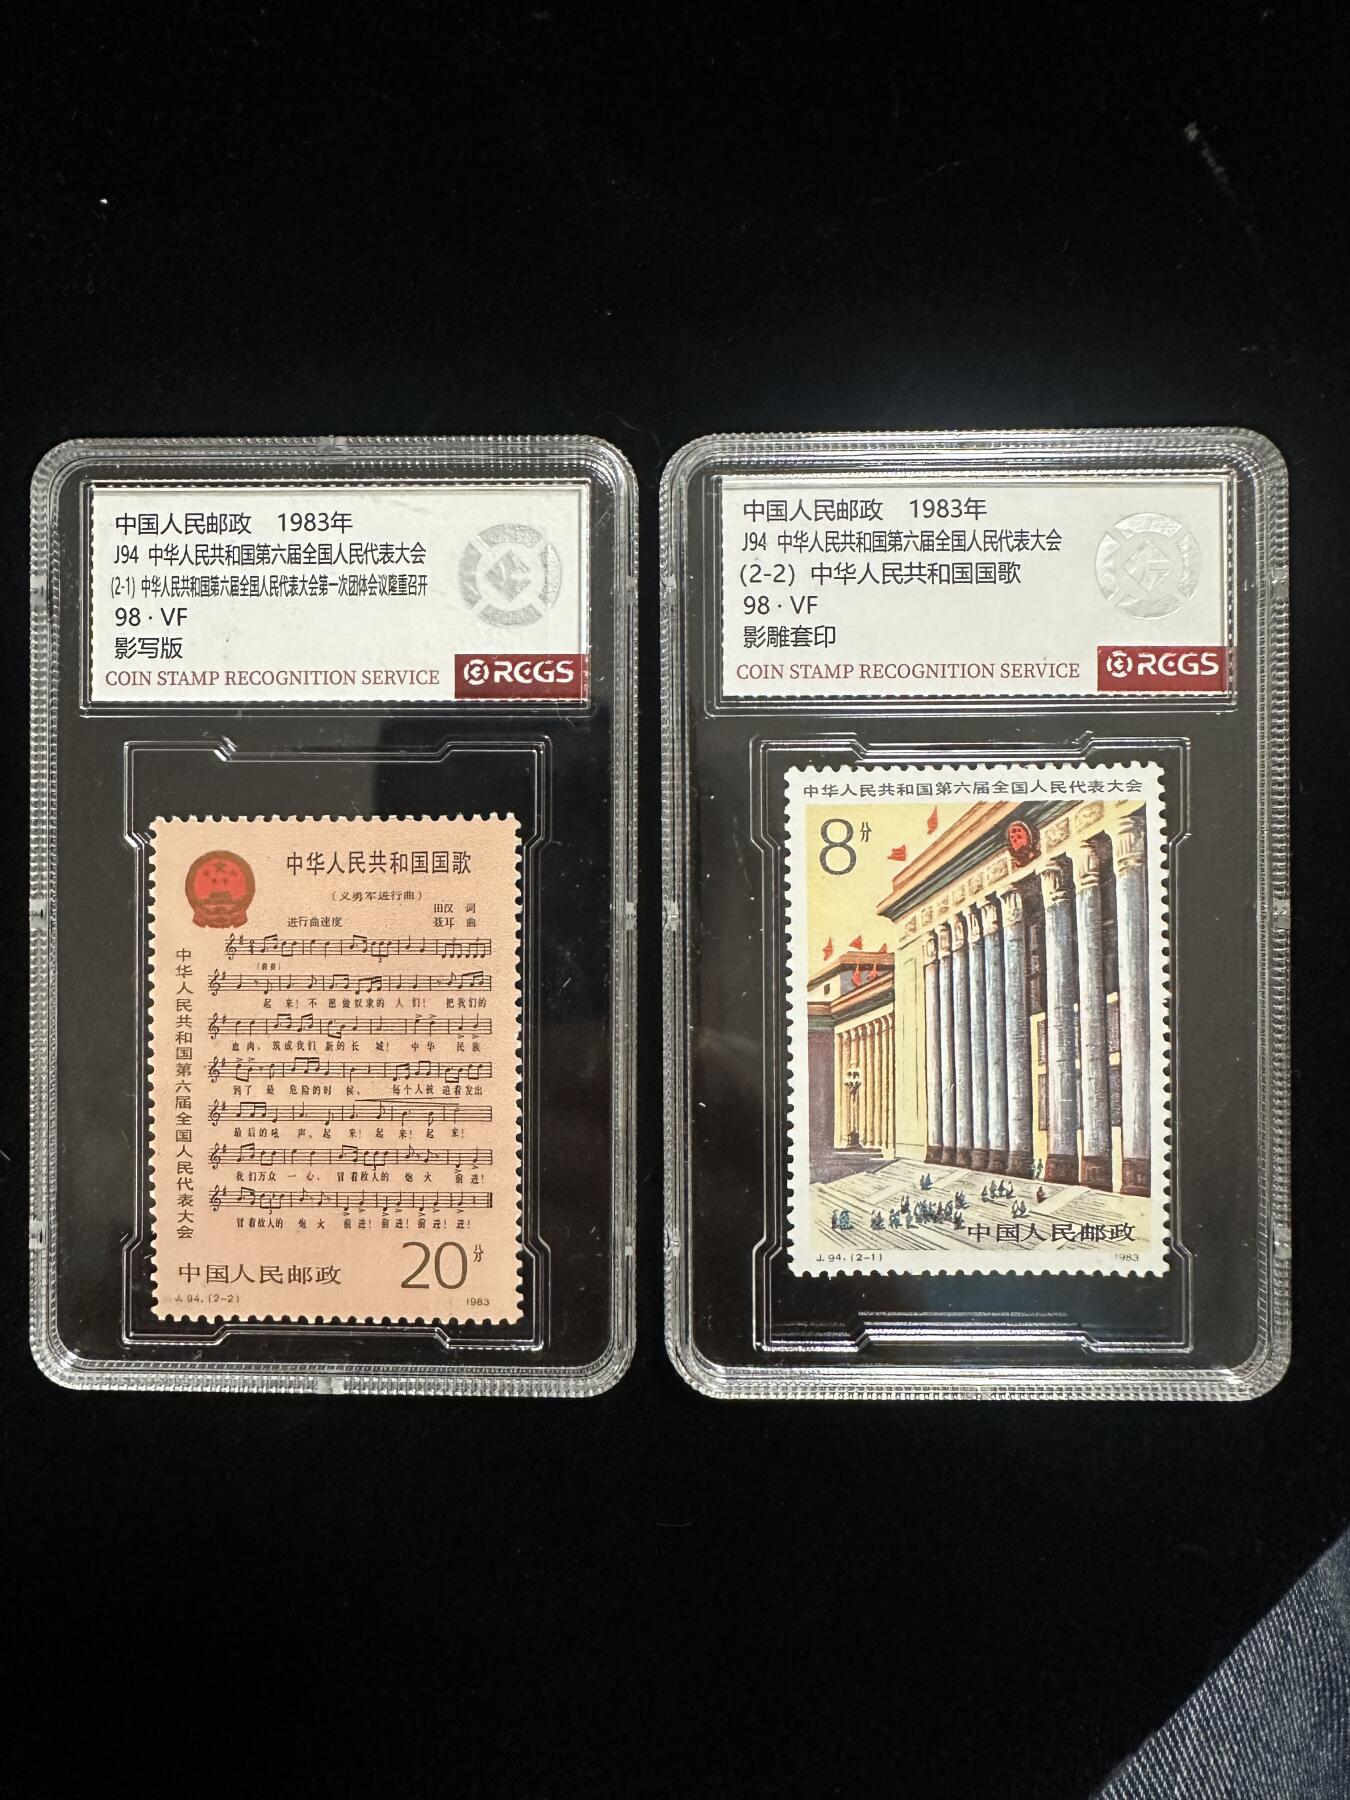 中国人民邮政 1983年
J94 中华人民共和国第六届全国人民代表大会
(2-1) 中华人民共和国第六届全国人民代表大会第一次团体会议隆重召开
98·VF
影写版
COIN STAMP RECOGNITION SERVICE
RCGS
中华人民共和国国歌
(义勇军进行曲)
田汉 词
进行曲速度 聂耳 曲
(前奏)
起 来! 不 愿 做 奴 隶 的 人 们! 把 我 们 的
血 肉, 筑 成 我 们 新 的 长 城! 中 华 民 族
到 了 最 危 险 的 时 候, 每 个 人 被 迫 着 发 出
最 后 的 吼 声。 起 来! 起 来! 起 来!
我 们 万 众 一 心, 冒 着 敌 人 的 炮 火 前 进!
冒 着 敌 人 的 炮 火 前 进! 前 进! 前 进! 进!
中华人民共和国第六届全国人民代表大会
中国人民邮政 20分
J.94.(2-2) 1983
中国人民邮政 1983年
J94 中华人民共和国第六届全国人民代表大会
(2-2) 中华人民共和国国歌
98·VF
影雕套印
COIN STAMP RECOGNITION SERVICE
RCGS
中华人民共和国第六届全国人民代表大会
8分
中国人民邮政
J.94.(2-1) 1983